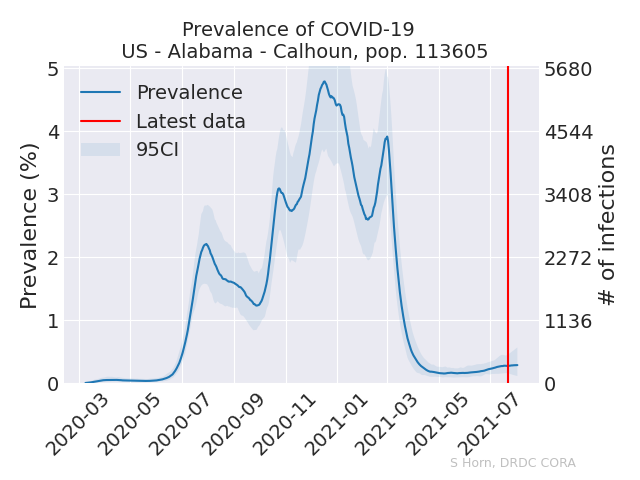 Prevalence of COVID-19
US - Alabama - Calhoun, pop. 113605
Prevalence
Latest data
95CI
Prevalence (%)
5
4
3
2
1
0
5680
4544
3408
2272
1136
0
# of infections
2020-03
2020-05
2020-07
2020-09
2020-11
2021-01
2021-03
2021-05
2021-07
S Horn, DRDC CORA